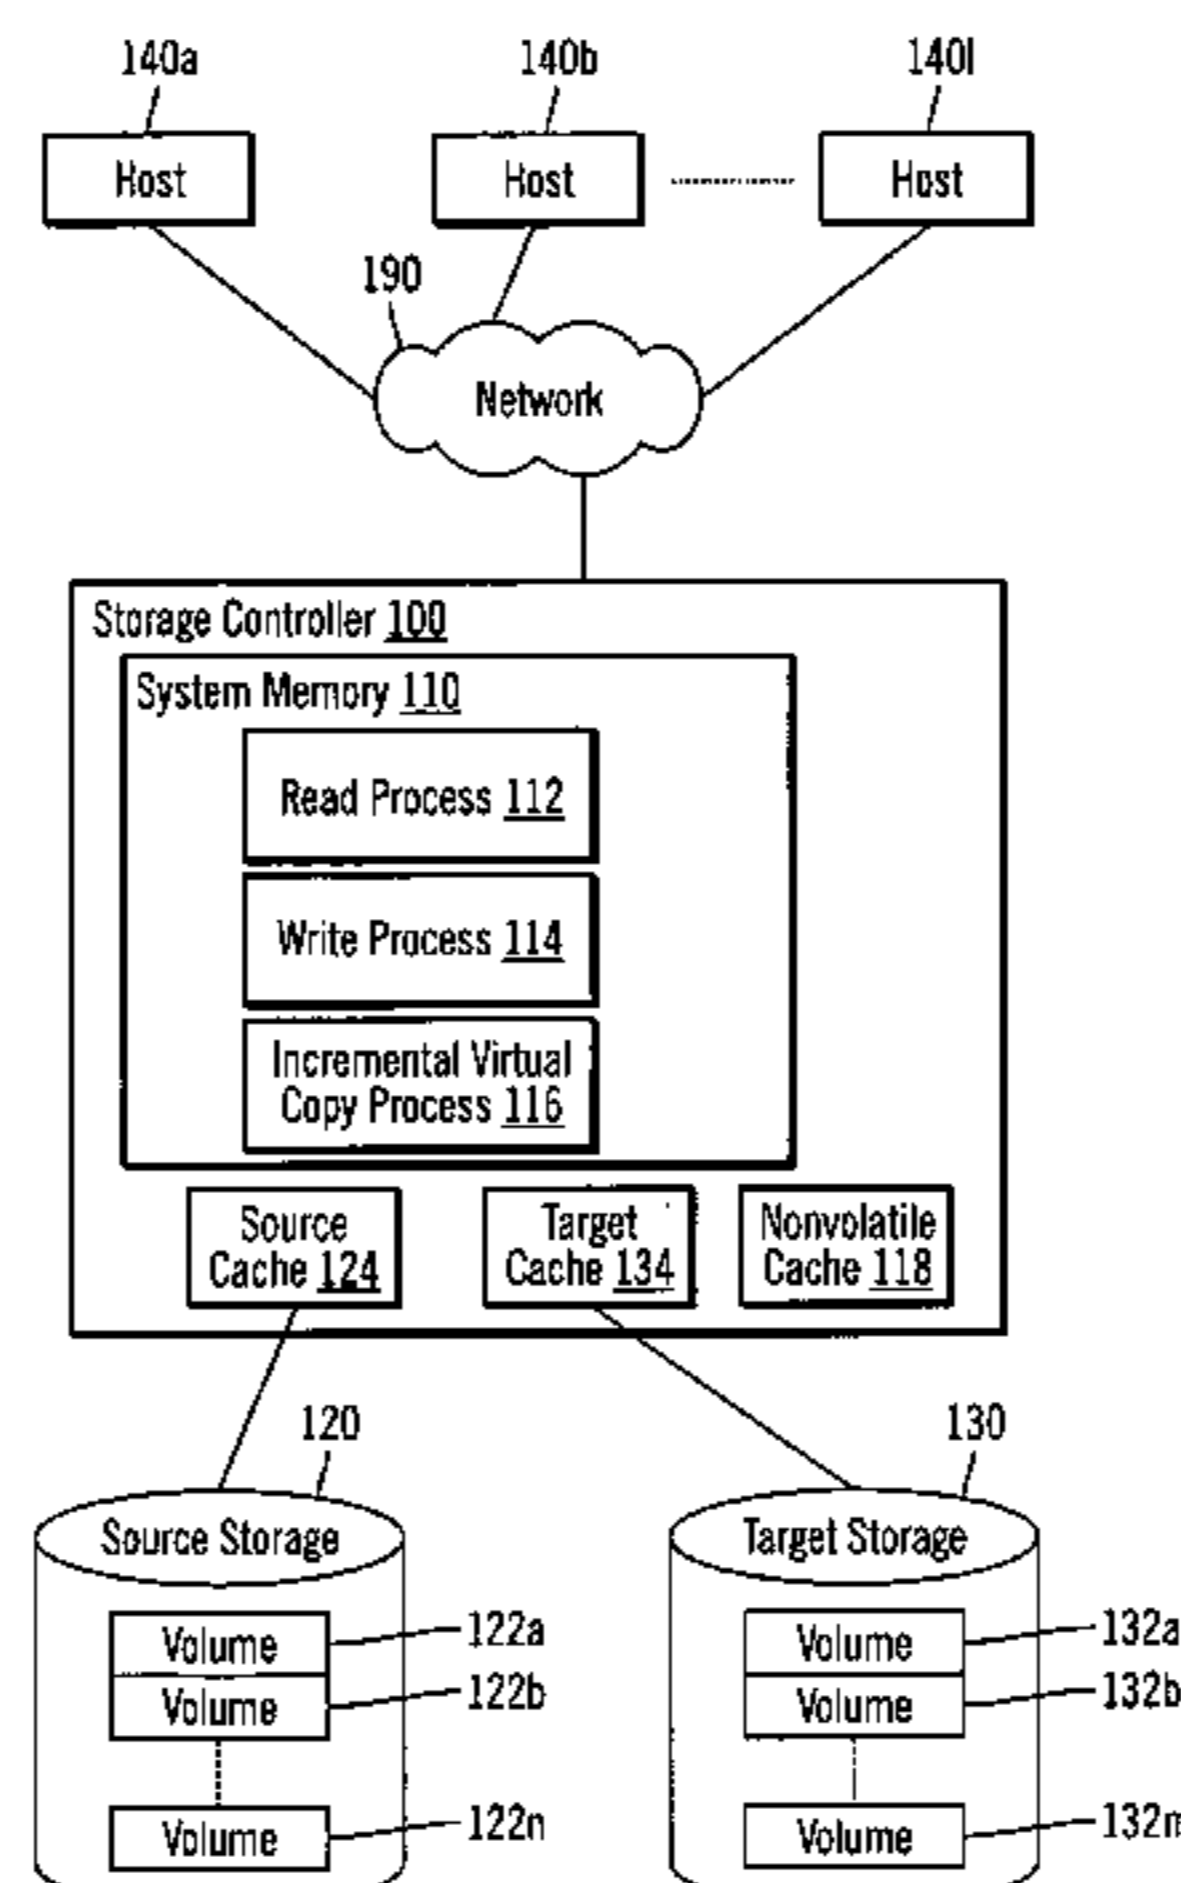 140a 140b 140l
Host Host Host
190
Network
Storage Controller 100
System Memory 110
Read Process 112
Write Process 114
Incremental Virtual
Copy Process 116
Source
Cache 124
Target
Cache 134
Nonvolatile
Cache 118
120 130
Source Storage Target Storage
Volume 122a Volume 132a
Volume 122b Volume 132b
Volume 122n Volume